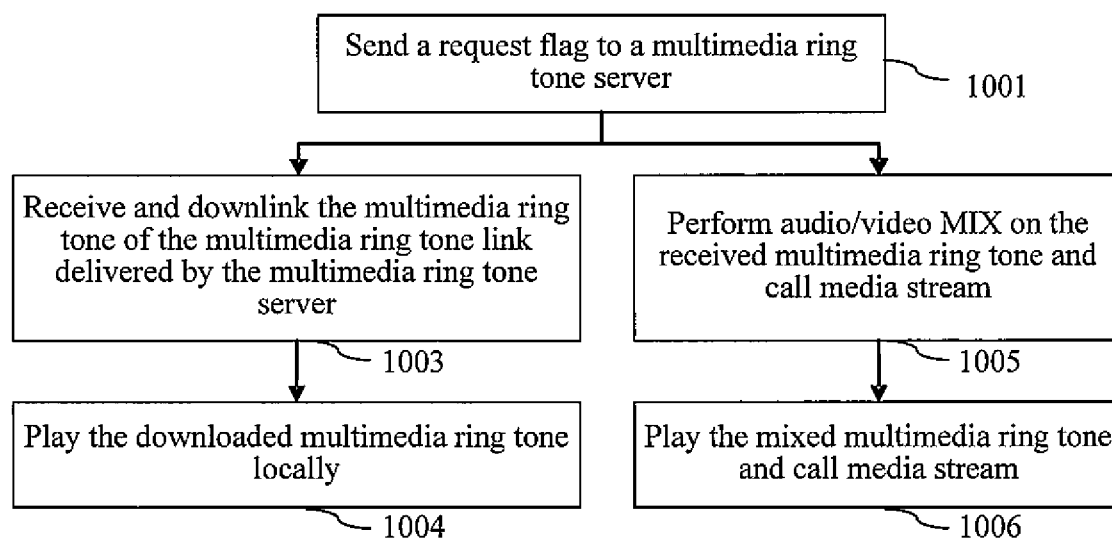 Send a request flag to a multimedia ring
tone server
1001
Receive and downlink the multimedia ring
tone of the multimedia ring tone link
delivered by the multimedia ring tone
server
1003
Perform audio/video MIX on the
received multimedia ring tone and
call media stream
1005
Play the downloaded multimedia ring tone
locally
1004
Play the mixed multimedia ring tone
and call media stream
1006